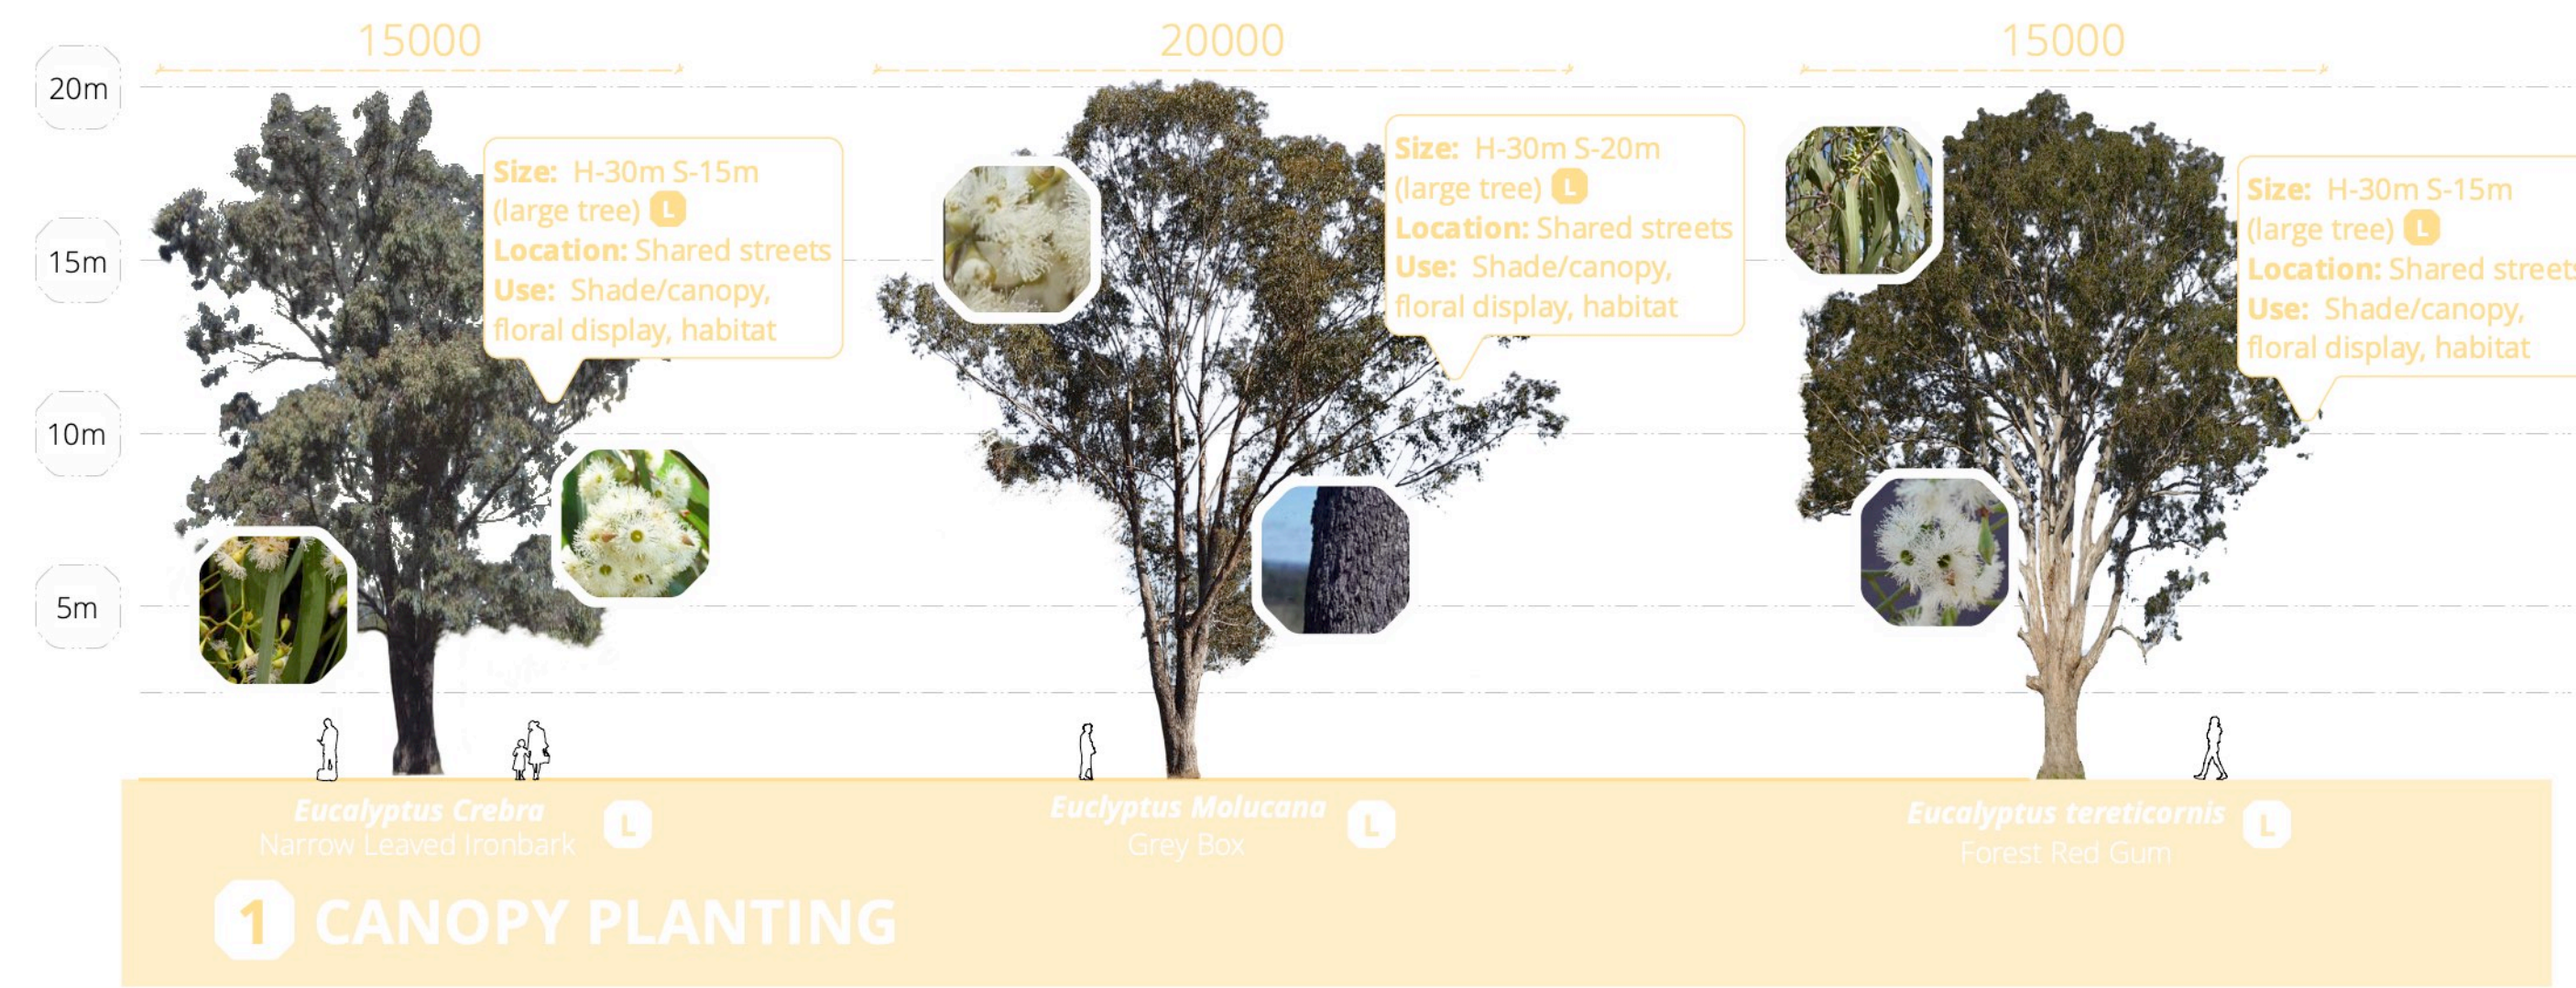 15000
20000
15000
20m
15m
10m
5m
Size: H-30m S-15m
(large tree) L
Location: Shared streets
Use: Shade/canopy,
floral display, habitat
Size: H-30m S-20m
(large tree) L
Location: Shared streets
Use: Shade/canopy,
floral display, habitat
Size: H-30m S-15m
(large tree) L
Location: Shared streets
Use: Shade/canopy,
floral display, habitat
Eucalyptus Crebra
Narrow Leaved Ironbark
L
Euclyptus Molucana
Grey Box
L
Eucalyptus tereticornis
Forest Red Gum
L
1 CANOPY PLANTING